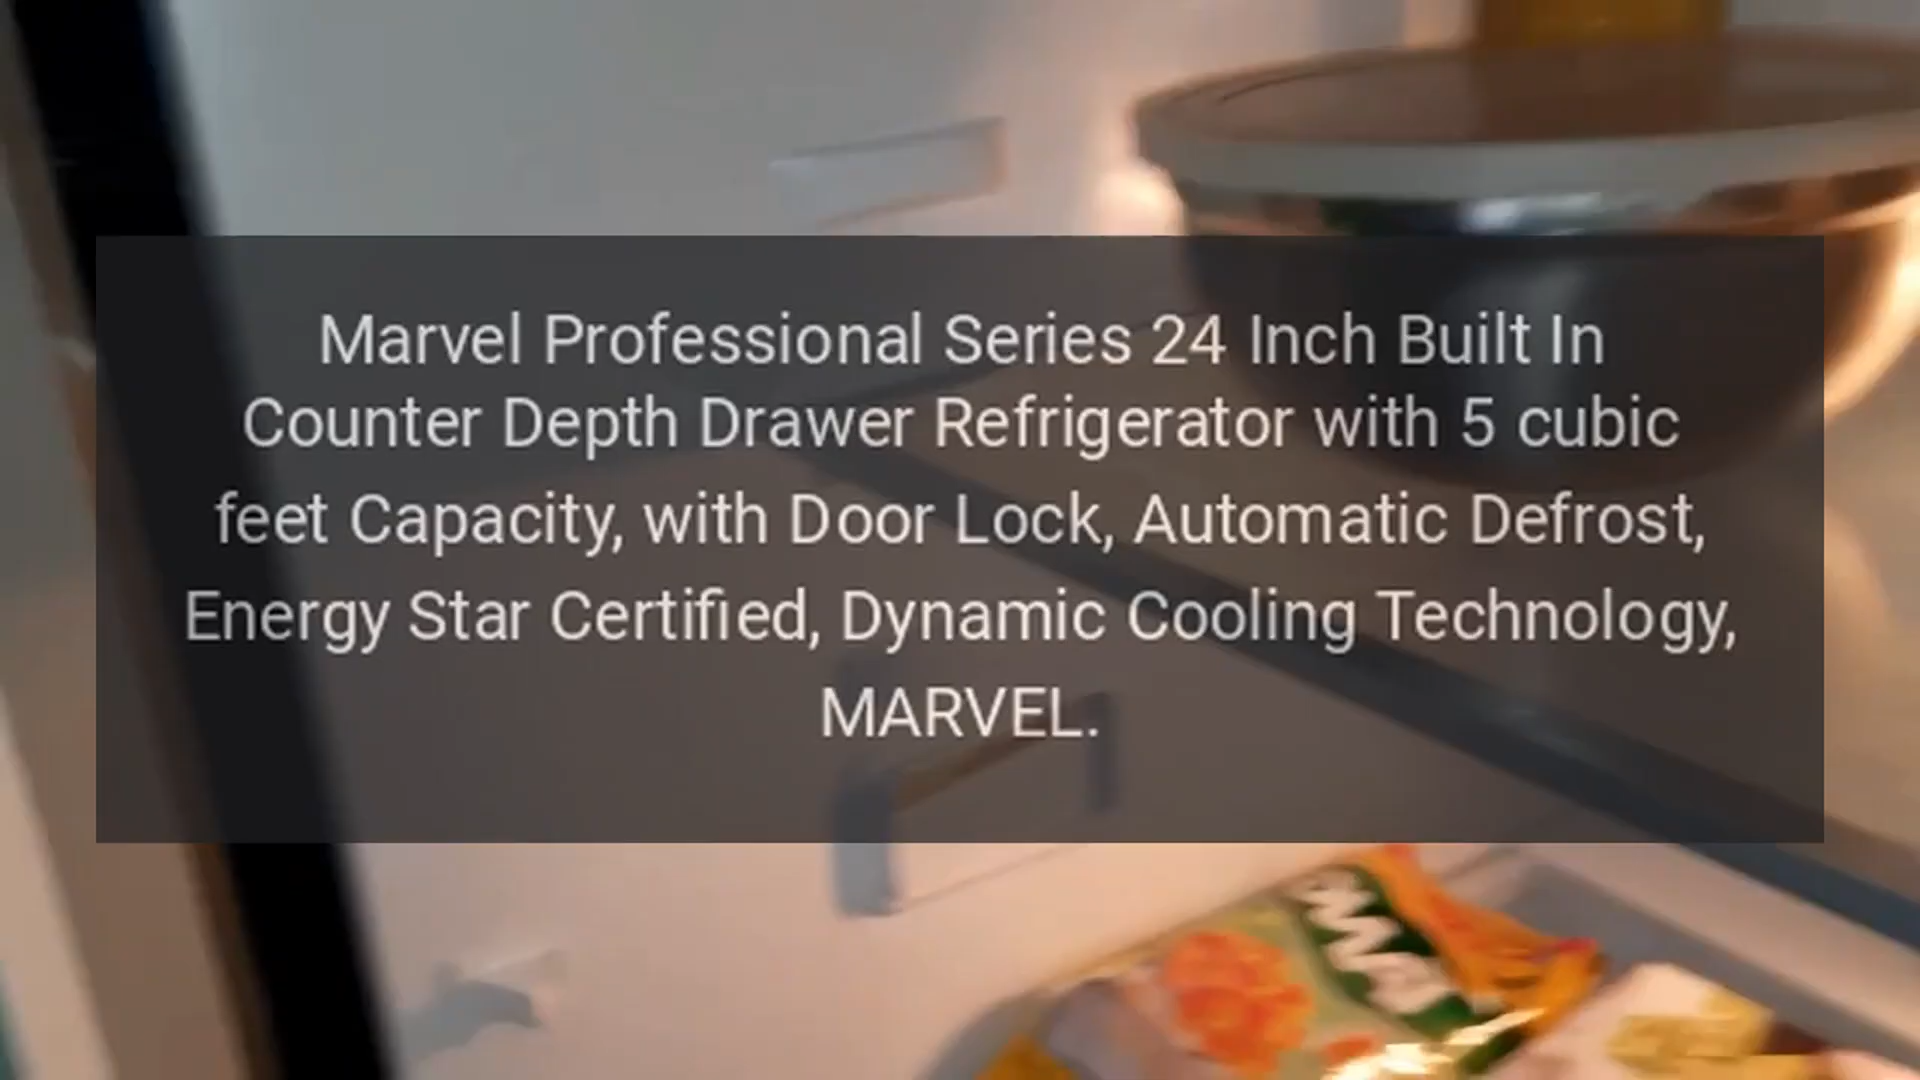 Marvel Professional Series 24 Inch Built In
Counter Depth Drawer Refrigerator with 5 cubic
feet Capacity, with Door Lock, Automatic Defrost,
Energy Star Certified, Dynamic Cooling Technology,
MARVEL.